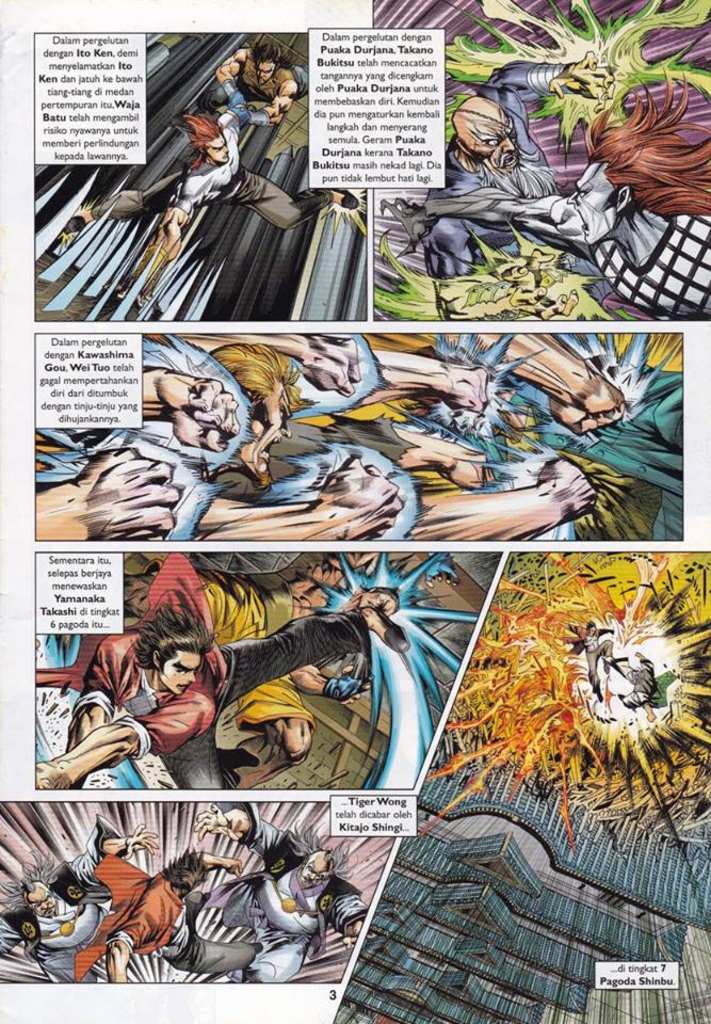 Dalam pergelutan
dengan Ito Ken, demi
menyelamatkan Ito
Ken dan jatuh ke bawah
tiang-tiang di medan
pertempuran itu, Waja
Batu telah mengambil
risiko nyawanya untuk
memberi perlindungan
kepada lawannya.
Dalam pergelutan dengan
Puaka Durjana, Takano
Bukitsu telah mencacatkan
tangannya yang dicengkam
oleh Puaka Durjana untuk
membebaskan diri. Kemudian
dia pun mengaturkan kembali
langkah dan menyerang
semula. Geram Puaka
Durjana kerana Takano
Bukitsu masih nekad lagi. Dia
pun tidak lembut hati lagi.
Dalam pergelutan
dengan Kawashima
Gou, Wei Tuo telah
gagal mempertahankan
diri dari ditumbuk
dengan tinju-tinju yang
dihujankannya.
Sementara itu,
selepas berjaya
menewaskan
Yamanaka
Takashi di tingkat
6 pagoda itu...
...Tiger Wong
telah dicabar oleh
Kitajo Shingi...
...di tingkat 7
Pagoda Shinbu.
3